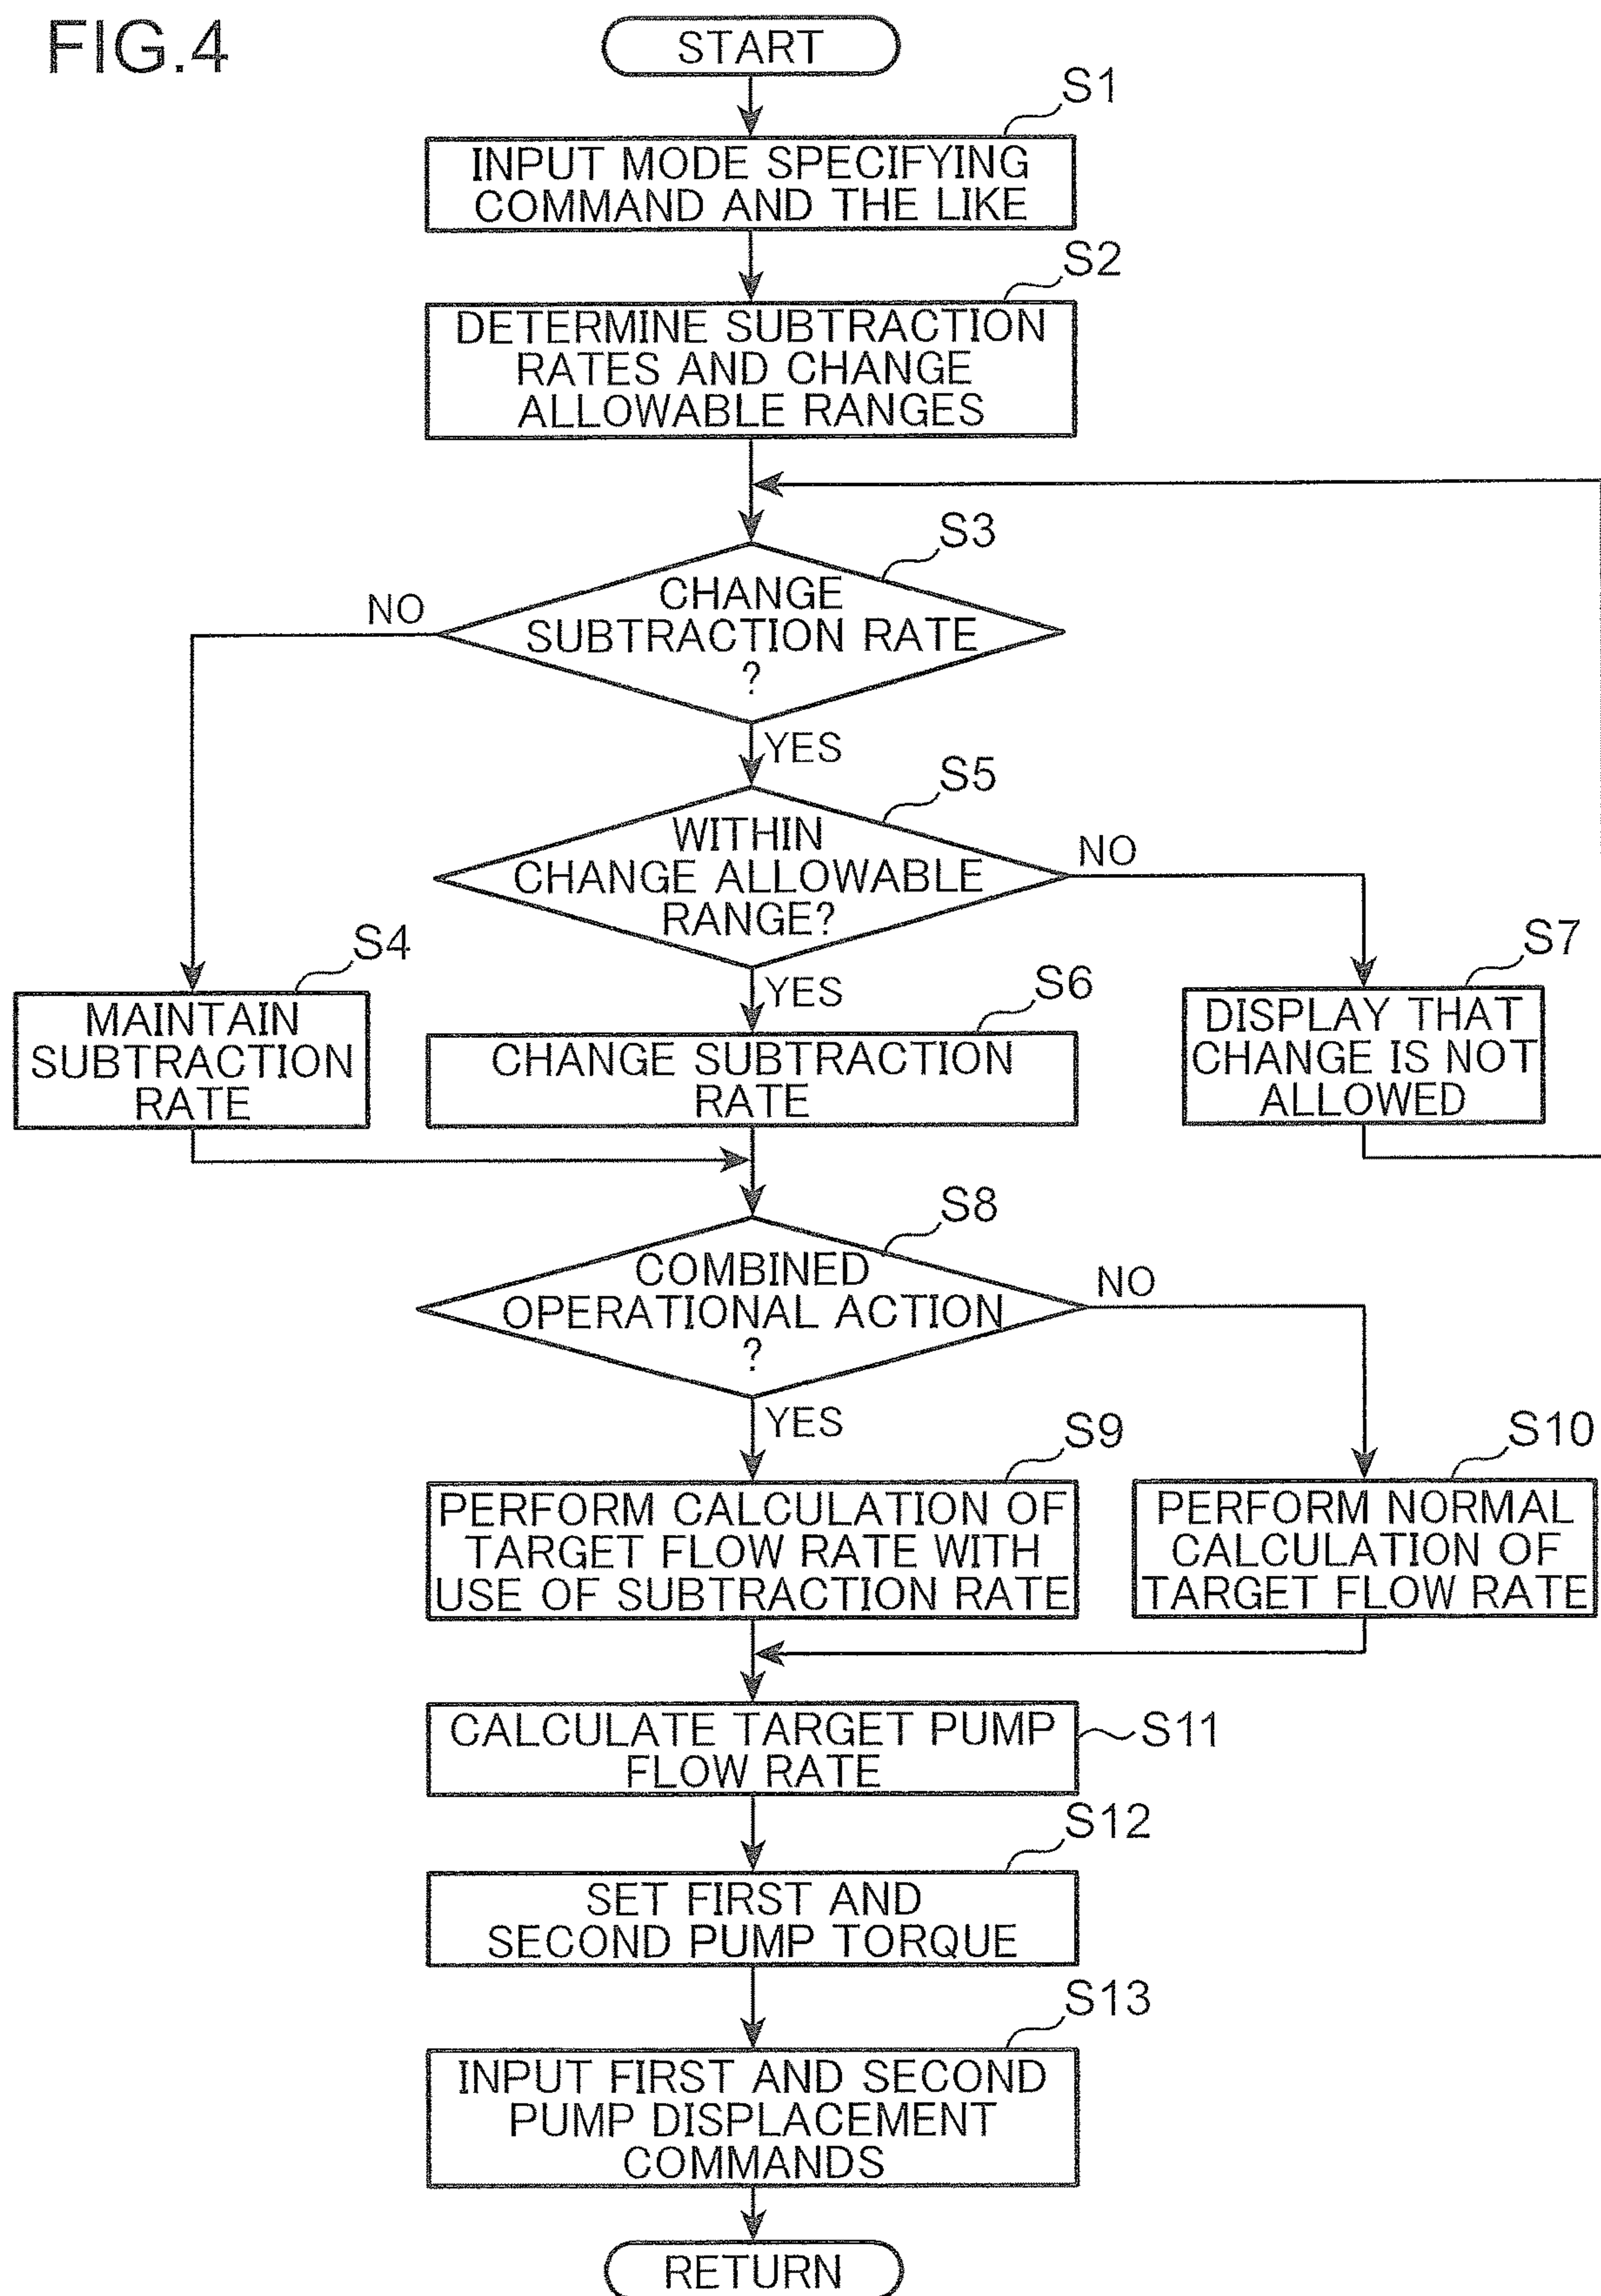 FIG.4
START
S1
INPUT MODE SPECIFYING
COMMAND AND THE LIKE
S2
DETERMINE SUBTRACTION
RATES AND CHANGE
ALLOWABLE RANGES
S3
CHANGE
SUBTRACTION RATE
?
NO
YES
S5
WITHIN
CHANGE ALLOWABLE
RANGE?
NO
YES
S4
MAINTAIN
SUBTRACTION
RATE
S6
CHANGE SUBTRACTION
RATE
S7
DISPLAY THAT
CHANGE IS NOT
ALLOWED
S8
COMBINED
OPERATIONAL ACTION
?
NO
YES
S9
PERFORM CALCULATION OF
TARGET FLOW RATE WITH
USE OF SUBTRACTION RATE
S10
PERFORM NORMAL
CALCULATION OF
TARGET FLOW RATE
CALCULATE TARGET PUMP
FLOW RATE
S11
S12
SET FIRST AND
SECOND PUMP TORQUE
S13
INPUT FIRST AND SECOND
PUMP DISPLACEMENT
COMMANDS
RETURN